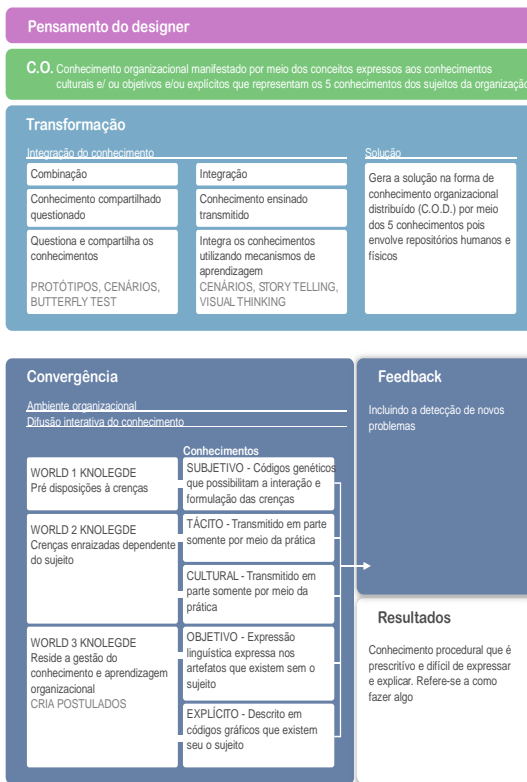 Pensamento do designer
C.O. Conhecimento organizacional manifestado por meio dos conceitos expressos aos conhecimentos
culturais e/ ou objetivos e/ou explícitos que representam os 5 conhecimentos dos sujeitos da organização
Transformação
Integração do conhecimento
Combinação
Conhecimento compartilhado
questionado
Questiona e compartilha os
conhecimentos
PROTÓTIPOS, CENÁRIOS,
BUTTERFLY TEST
Integração
Conhecimento ensinado
transmitido
Integra os conhecimentos
utilizando mecanismos de
aprendizagem
CENÁRIOS, STORY TELLING,
VISUAL THINKING
Solução
Gera a solução na forma de
conhecimento organizacional
distribuído (C.O.D.) por meio
dos 5 conhecimentos pois
envolve repositórios humanos e
físicos
Convergência
Ambiente organizacional
Difusão interativa do conhecimento
Conhecimentos
WORLD 1 KNOLEGDE
Pré disposições à crenças
WORLD 2 KNOLEGDE
Crenças enraizadas dependente
do sujeito
WORLD 3 KNOLEGDE
Reside a gestão do
conhecimento e aprendizagem
organizacional
CRIA POSTULADOS
SUBJETIVO - Códigos genéticos
que possibilitam a interação e
formulação das crenças
TÁCITO - Transmitido em parte
somente por meio da prática
CULTURAL - Transmitido em
parte somente por meio da
prática
OBJETIVO - Expressão
linguística expressa nos
artefatos que existem sem o
sujeito
EXPLÍCITO - Descrito em
códigos gráficos que existem
seu o sujeito
Feedback
Incluindo a detecção de novos
problemas
Resultados
Conhecimento procedural que é
prescritívo e difícil de expressar
e explicar. Refere-se a como
fazer algo